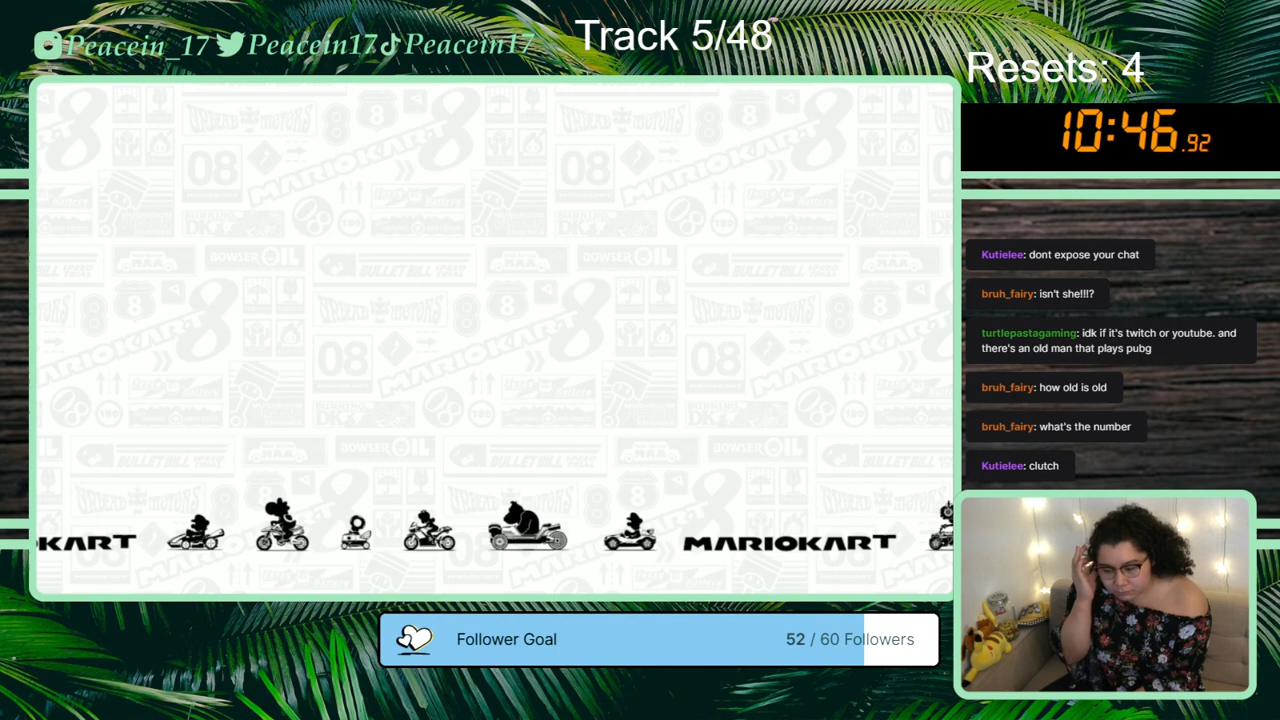 Peacein_17 Peacein17 Peacein17
Track 5/48
Resets: 4
10:46.92
Kutielee: dont expose your chat
bruh_fairy: isn't she!!!?
turtlepastagaming: idk if it's twitch or youtube. and
there's an old man that plays pubg
bruh_fairy: how old is old
bruh_fairy: what's the number
Kutielee: clutch
KART
MARIOKART
Follower Goal
52 / 60 Followers